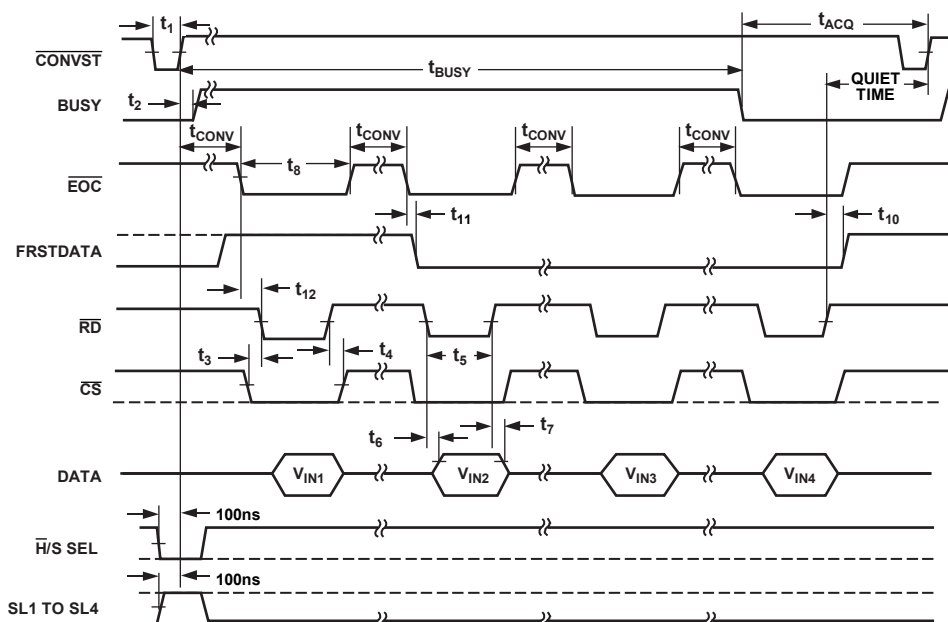 t1
tACQ
CONVST
tBUSY
QUIET
TIME
t2
BUSY
tCONV
tCONV
tCONV
tCONV
t8
EOC
t11
t10
FRSTDATA
t12
RD
t3
t4
t5
CS
t6
t7
DATA
VIN1
VIN2
VIN3
VIN4
100ns
H/S SEL
100ns
SL1 TO SL4